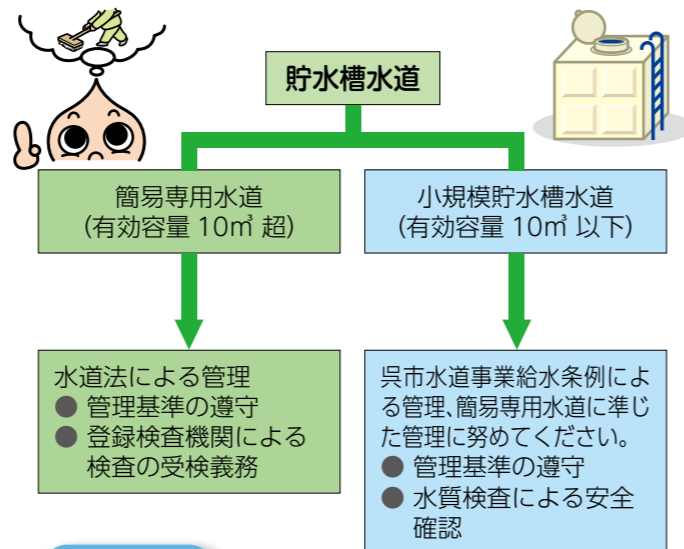 貯水槽水道
簡易専用水道
(有効容量 10㎥ 超)
小規模貯水槽水道
(有効容量 10㎥ 以下)
水道法による管理
● 管理基準の遵守
● 登録検査機関による
検査の受検義務
呉市水道事業給水条例によ
る管理、簡易専用水道に準じ
た管理に努めてください。
● 管理基準の遵守
● 水質検査による安全
確認